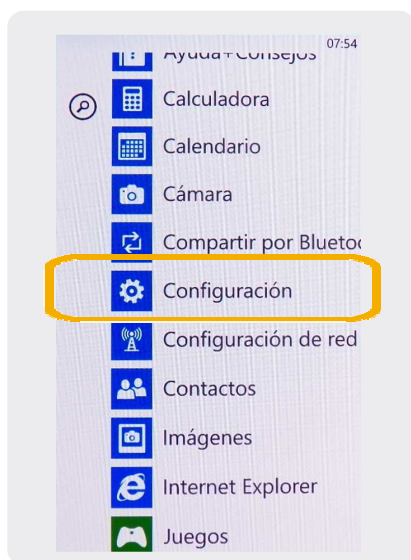 07:54
Ayuda+Consejos
Calculadora
Calendario
Cámara
Compartir por Bluetoo
Configuración
Configuración de red
Contactos
Imágenes
Internet Explorer
Juegos